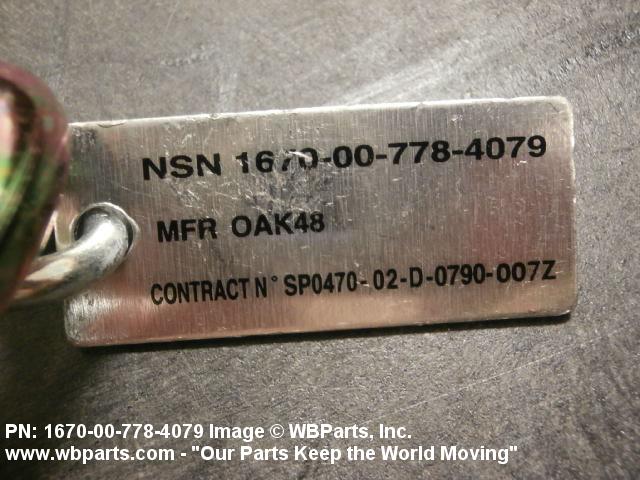 NSN 1670-00-778-4079
MFR OAK48
CONTRACT N° SP0470-02-D-0790-007Z
PN: 1670-00-778-4079 Image © WBParts, Inc.
www.wbparts.com - "Our Parts Keep the World Moving"